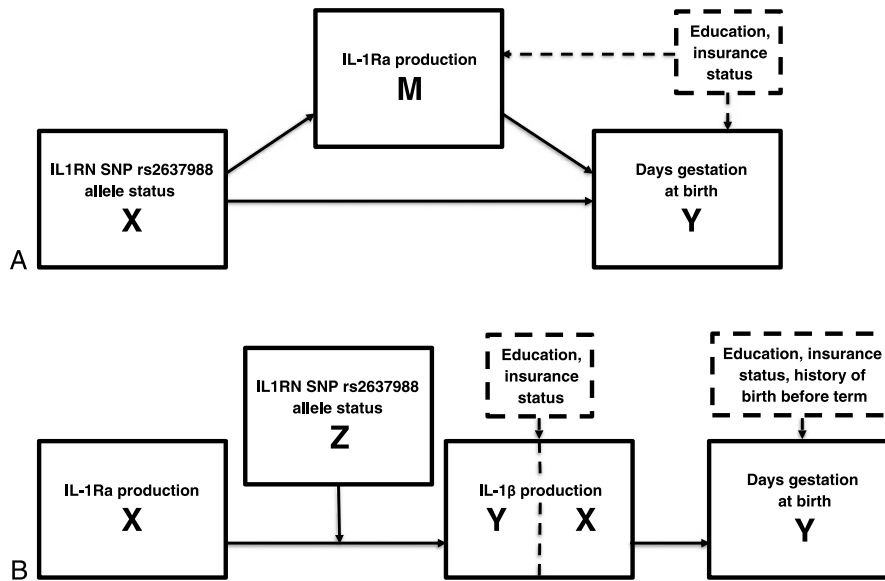 Education,
insurance
status
IL-1Ra production
M
IL1RN SNP rs2637988
allele status
X
Days gestation
at birth
Y
A
IL1RN SNP rs2637988
allele status
Z
Education,
insurance
status
Education, insurance
status, history of
birth before term
IL-1Ra production
X
IL-1β production
Y X
Days gestation
at birth
Y
B